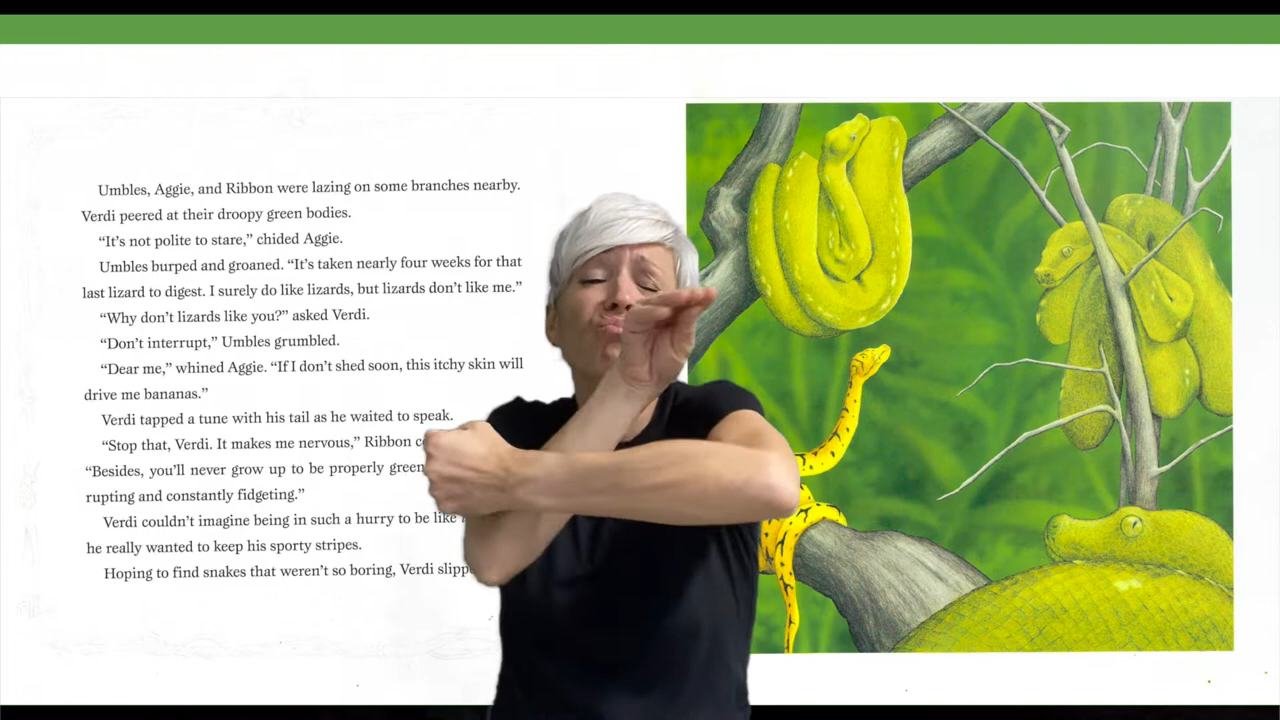 Umbles, Aggie, and Ribbon were lazing on some branches nearby.
Verdi peered at their droopy green bodies.
“It’s not polite to stare,” chided Aggie.
Umbles burped and groaned. “It’s taken nearly four weeks for that
last lizard to digest. I surely do like lizards, but lizards don’t like me.”
“Why don’t lizards like you?” asked Verdi.
“Don’t interrupt,” Umbles grumbled.
“Dear me,” whined Aggie. “If I don’t shed soon, this itchy skin will
drive me bananas.”
Verdi tapped a tune with his tail as he waited to speak.
“Stop that, Verdi. It makes me nervous,” Ribbon
“Besides, you’ll never grow up to be properly green
rupting and constantly fidgeting.”
Verdi couldn’t imagine being in such a hurry to be like
he really wanted to keep his sporty stripes.
Hoping to find snakes that weren’t so boring, Verdi